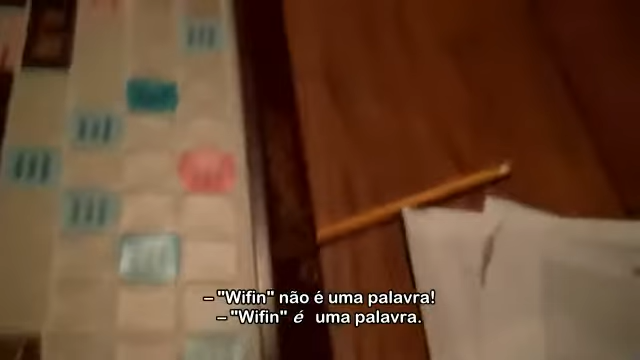 – "Wifin" não é uma palavra!
– "Wifin" é uma palavra.